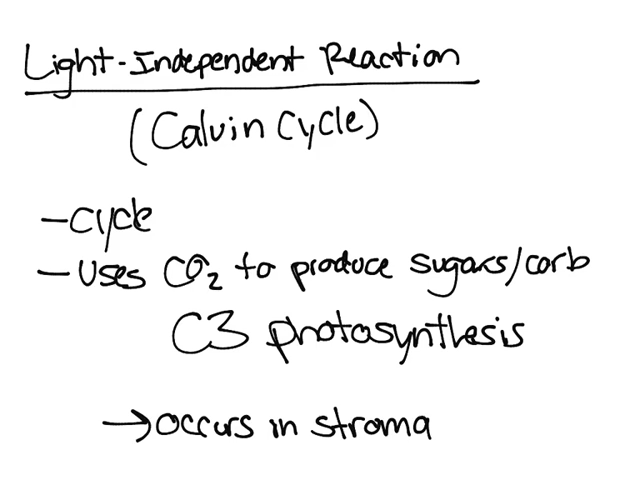 Light-Independent Reaction
(Calvin Cycle)
- Cycle
- Uses CO₂ to produce sugars/carb
C3 photosynthesis
→ occurs in stroma